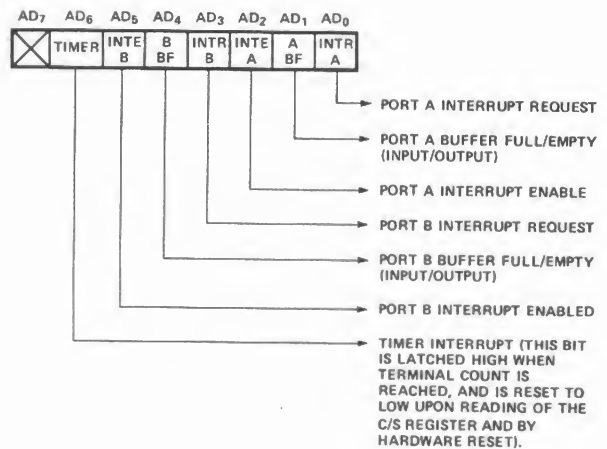 AD7 AD6 AD5 AD4 AD3 AD2 AD1 AD0
TIMER
INTE B
B BF
INTR B
INTE A
A BF
INTR A
PORT A INTERRUPT REQUEST
PORT A BUFFER FULL/EMPTY
(INPUT/OUTPUT)
PORT A INTERRUPT ENABLE
PORT B INTERRUPT REQUEST
PORT B BUFFER FULL/EMPTY
(INPUT/OUTPUT)
PORT B INTERRUPT ENABLED
TIMER INTERRUPT (THIS BIT
IS LATCHED HIGH WHEN
TERMINAL COUNT IS
REACHED, AND IS RESET TO
LOW UPON READING OF THE
C/S REGISTER AND BY
HARDWARE RESET).